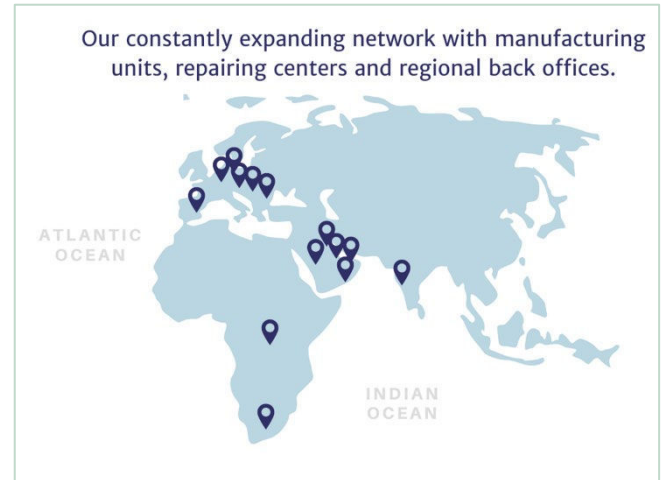 Our constantly expanding network with manufacturing
units, repairing centers and regional back offices.
ATLANTIC
OCEAN
INDIAN
OCEAN